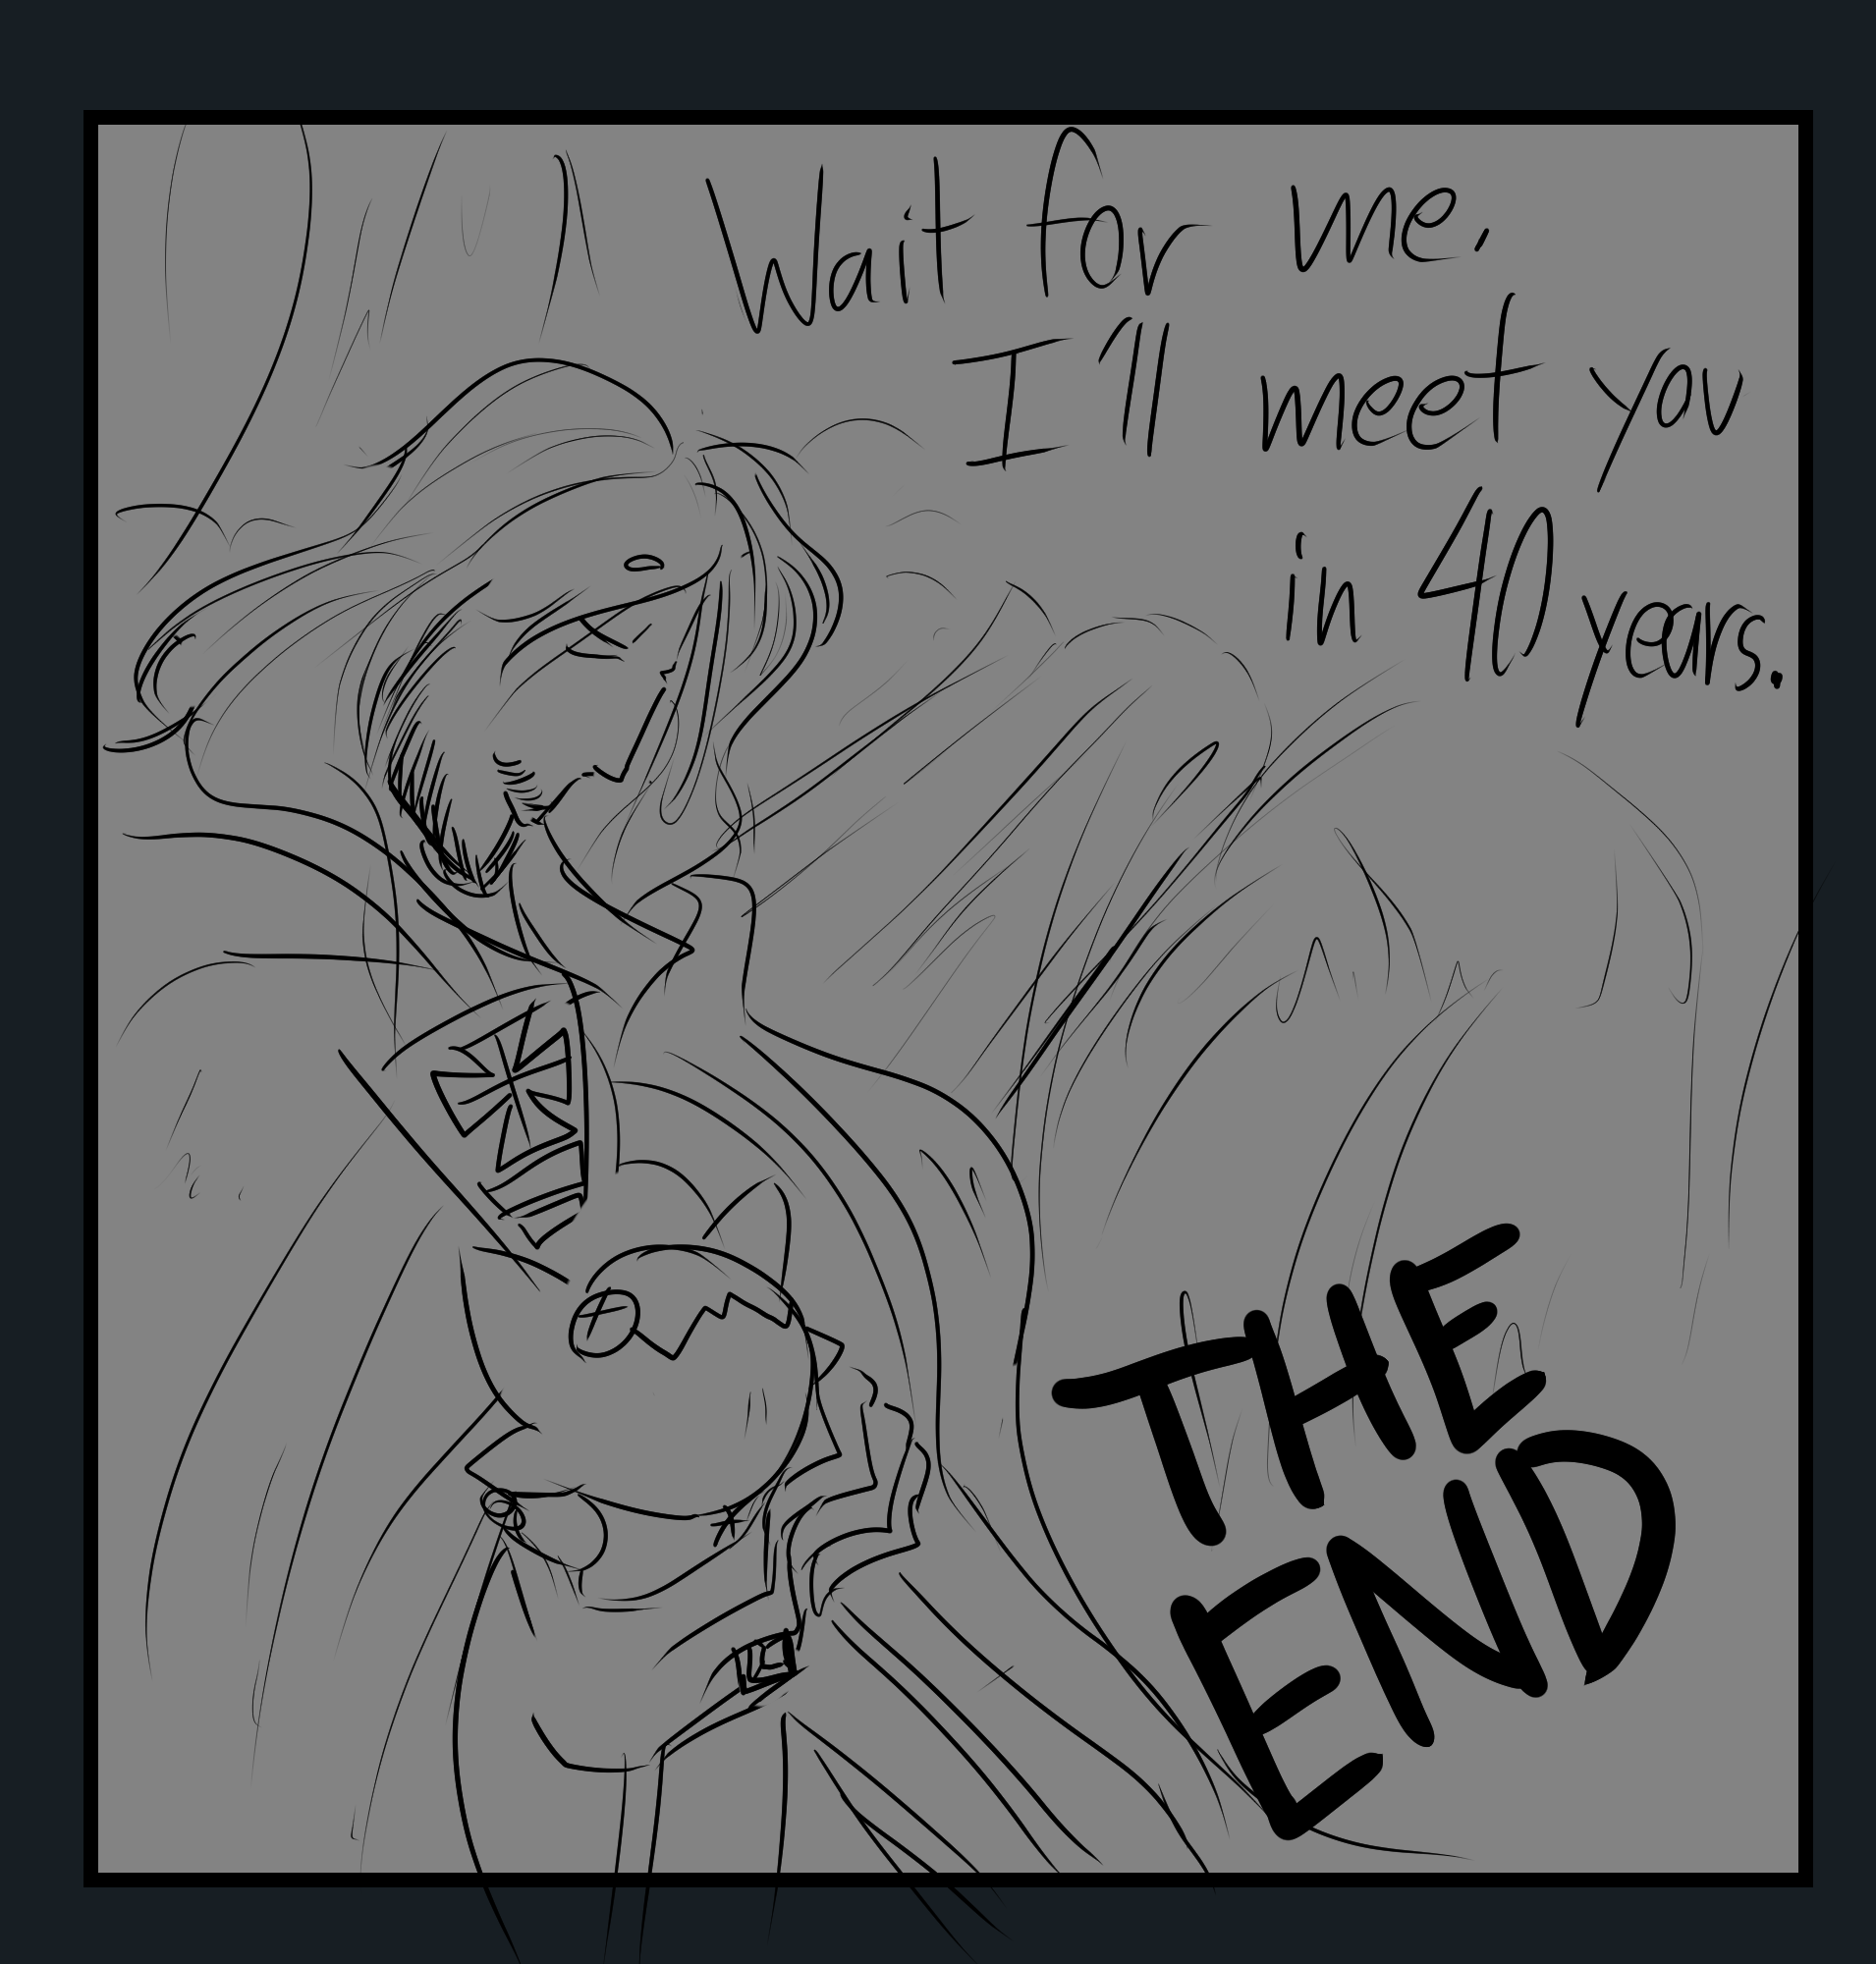 Wait for me,
I'll meet you
in 40 years.
THE
END